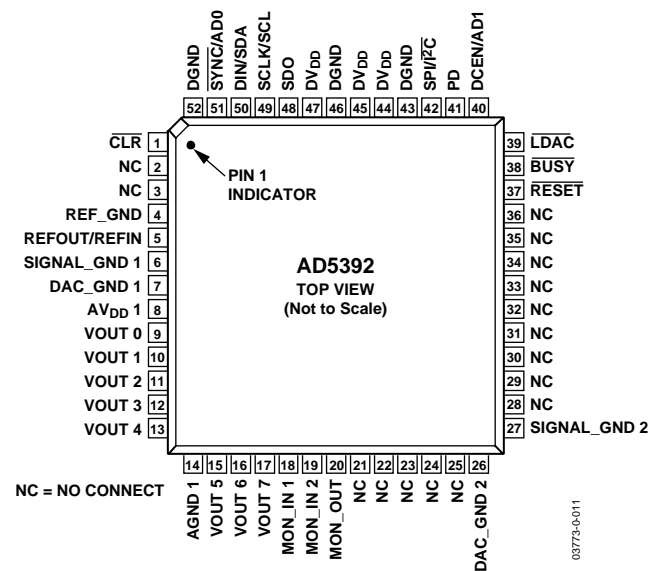 DGND
SYNC/AD0
DIN/SDA
SCLK/SCL
SDO
DVDD
DGND
DVDD
DVDD
DGND
SPI/I2C
PD
DCEN/AD1
52 51 50 49 48 47 46 45 44 43 42 41 40
CLR 1
NC 2
NC 3
REF_GND 4
REFOUT/REFIN 5
SIGNAL_GND 1 6
DAC_GND 1 7
AVDD 1 8
VOUT 0 9
VOUT 1 10
VOUT 2 11
VOUT 3 12
VOUT 4 13
PIN 1
INDICATOR
AD5392
TOP VIEW
(Not to Scale)
39 LDAC
38 BUSY
37 RESET
36 NC
35 NC
34 NC
33 NC
32 NC
31 NC
30 NC
29 NC
28 NC
27 SIGNAL_GND 2
14 15 16 17 18 19 20 21 22 23 24 25 26
AGND 1
VOUT 5
VOUT 6
VOUT 7
MON_IN 1
MON_IN 2
MON_OUT
NC
NC
NC
NC
NC
DAC_GND 2
NC = NO CONNECT
03773-0-011